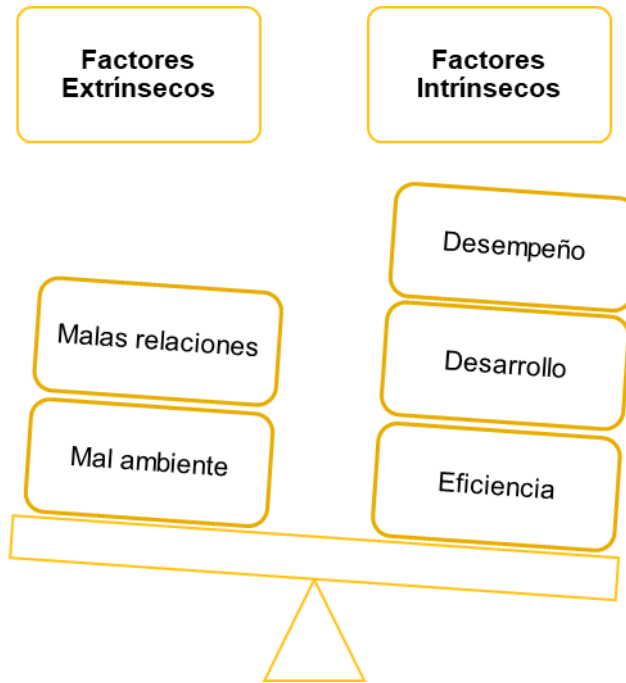 Factores
Extrínsecos
Factores
Intrínsecos
Desempeño
Malas relaciones
Desarrollo
Mal ambiente
Eficiencia